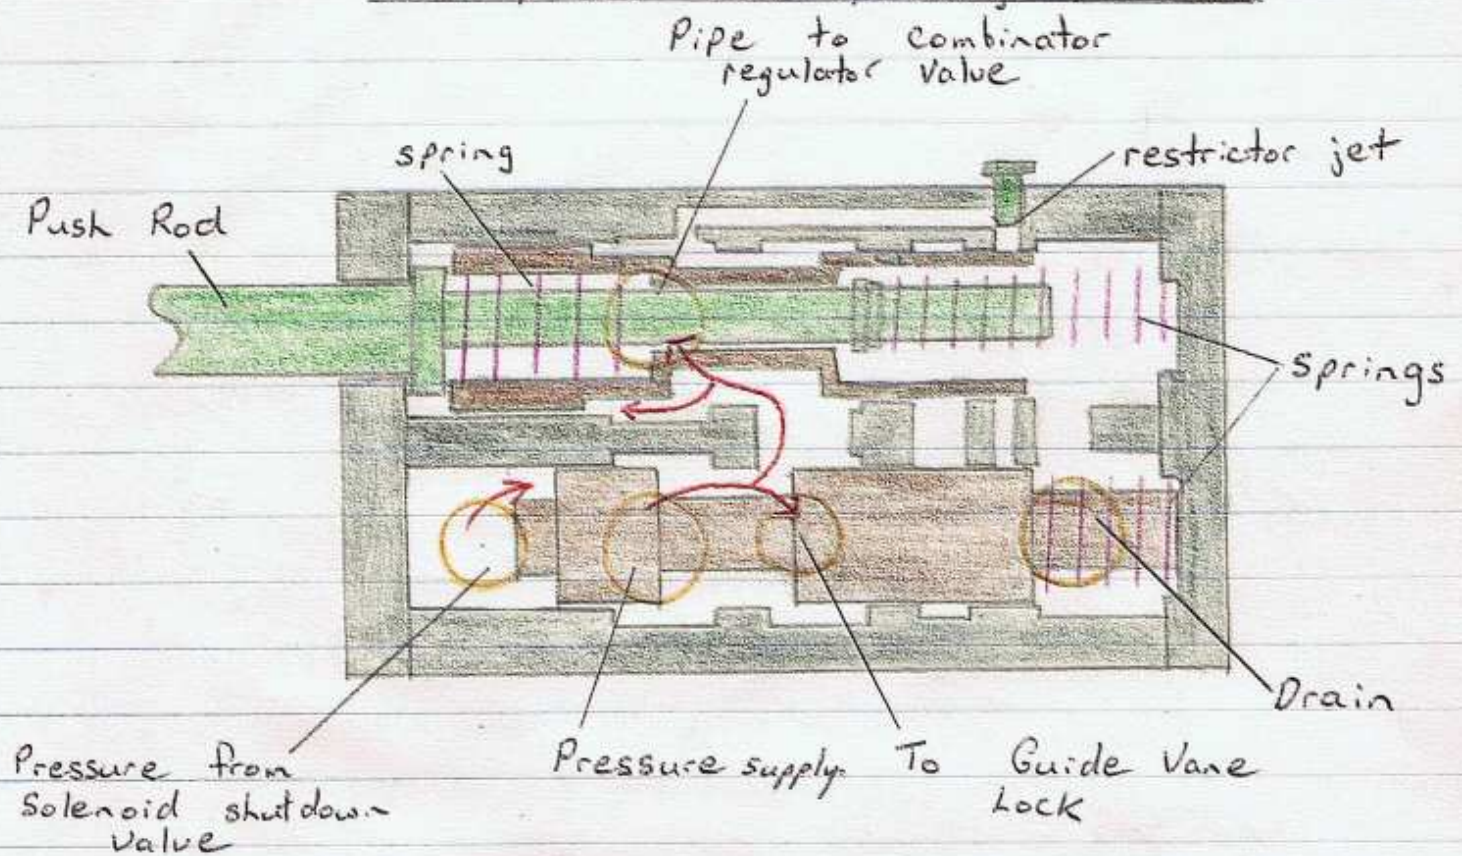 Pipe to combinator
regulator valve
spring
restrictor jet
Push Rod
springs
Drain
Pressure from
Solenoid shutdown
valve
Pressure supply.
To Guide Vane
Lock